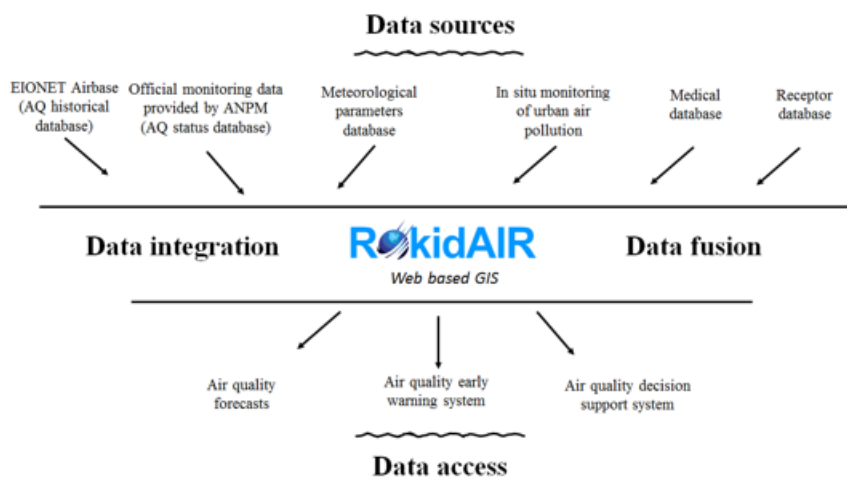 Data sources
EIONET Airbase
(AQ historical
database)
Official monitoring data
provided by ANPM
(AQ status database)
Meteorological
parameters
database
In situ monitoring
of urban air
pollution
Medical
database
Receptor
database
Data integration
RokidAIR
Web based GIS
Data fusion
Air quality
forecasts
Air quality early
warning system
Air quality decision
support system
Data access